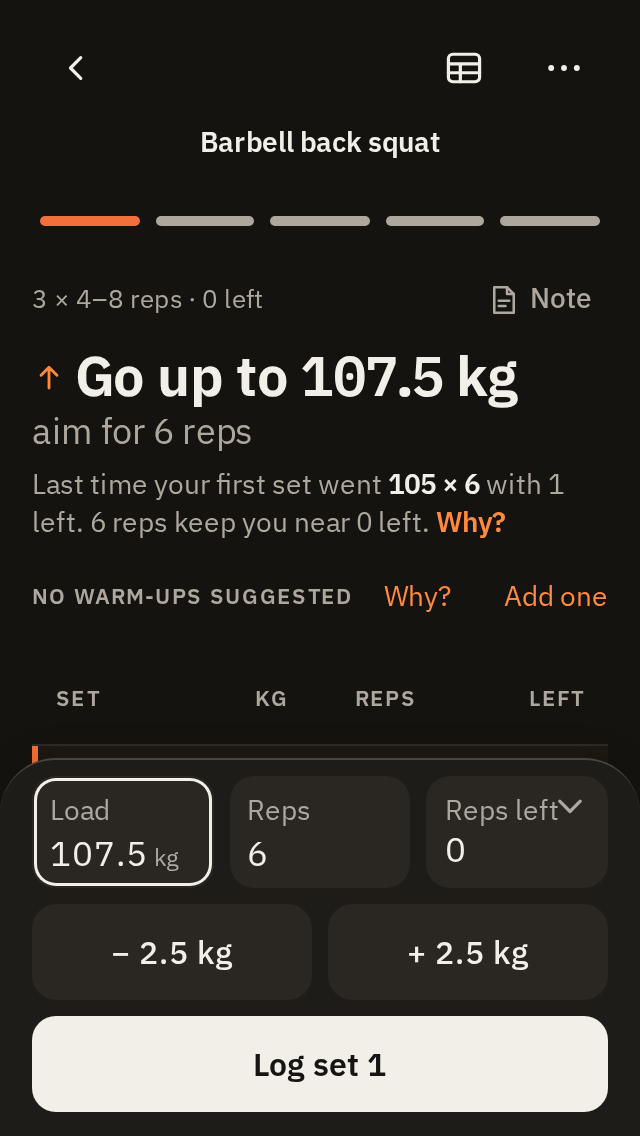 Barbell back squat
3 × 4–8 reps · 0 left
Note
↑ Go up to 107.5 kg
aim for 6 reps
Last time your first set went 105 × 6 with 1
left. 6 reps keep you near 0 left. Why?
NO WARM-UPS SUGGESTED Why? Add one
SET KG REPS LEFT
Load Reps Reps left
107.5 kg 6 0
− 2.5 kg + 2.5 kg
Log set 1